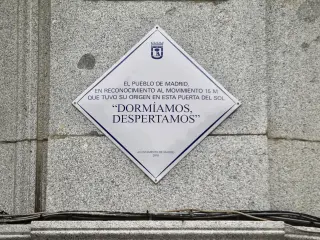 EL PUEBLO DE MADRID,
EN RECONOCIMIENTO AL MOVIMIENTO 15 M
QUE TUVO SU ORIGEN EN ESTA PUERTA DEL SOL
"DORMÍAMOS,
DESPERTAMOS"